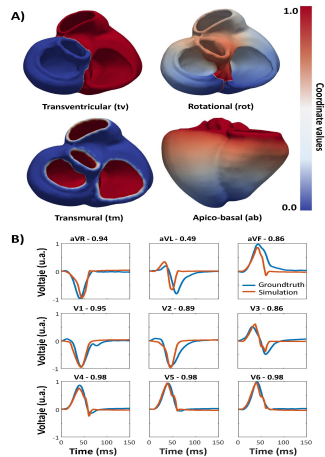 A)
1.0
Transventricular (tv)
Rotational (rot)
Coordinate values
Transmural (tm)
Apico-basal (ab)
0.0
B)
aVR - 0.94
aVL - 0.49
aVF - 0.86
Voltaje (u.a.)
1
0
-1
Groundtruth
Simulation
V1 - 0.95
V2 - 0.89
V3 - 0.86
Voltaje (u.a.)
1
0
-1
V4 - 0.98
V5 - 0.98
V6 - 0.98
Voltaje (u.a.)
1
0
-1
0 50 100 150
0 50 100 150
0 50 100 150
Time (ms)
Time (ms)
Time (ms)